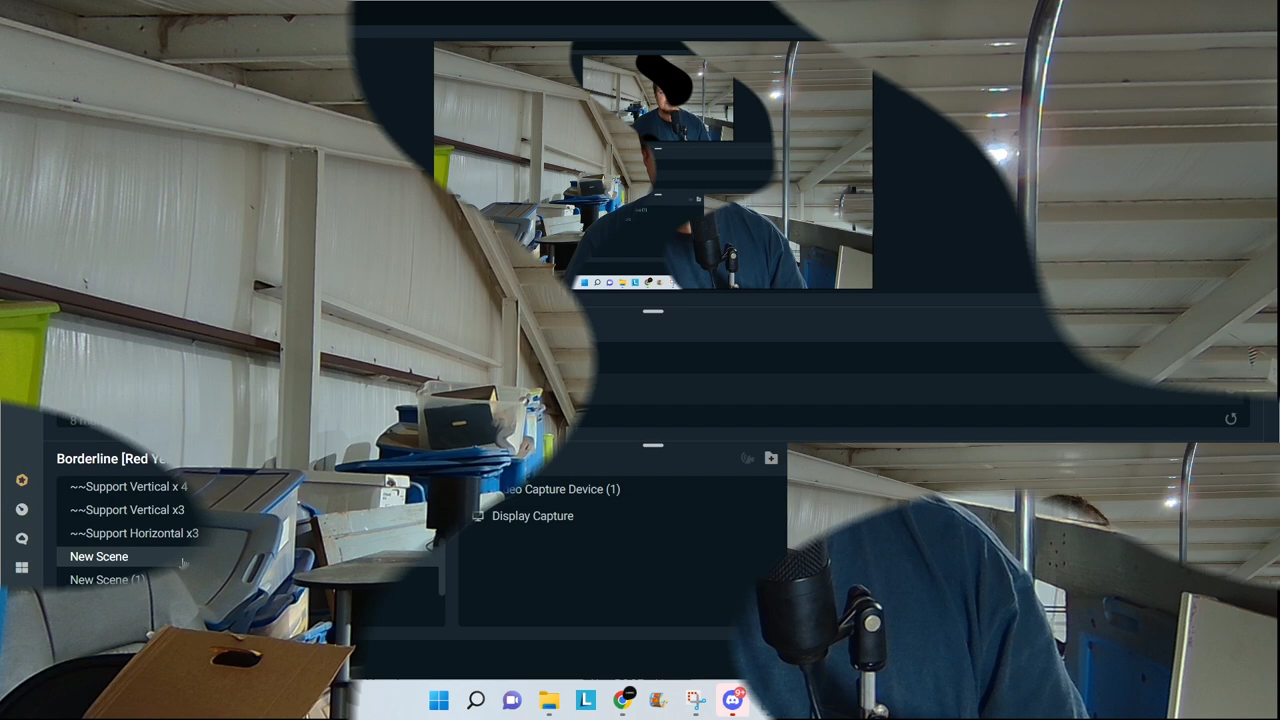 Borderline [Red Ye
~~Support Vertical x 4
~~Support Vertical x3
~~Support Horizontal x3
New Scene
New Scene (1)
eo Capture Device (1)
Display Capture
L
9+